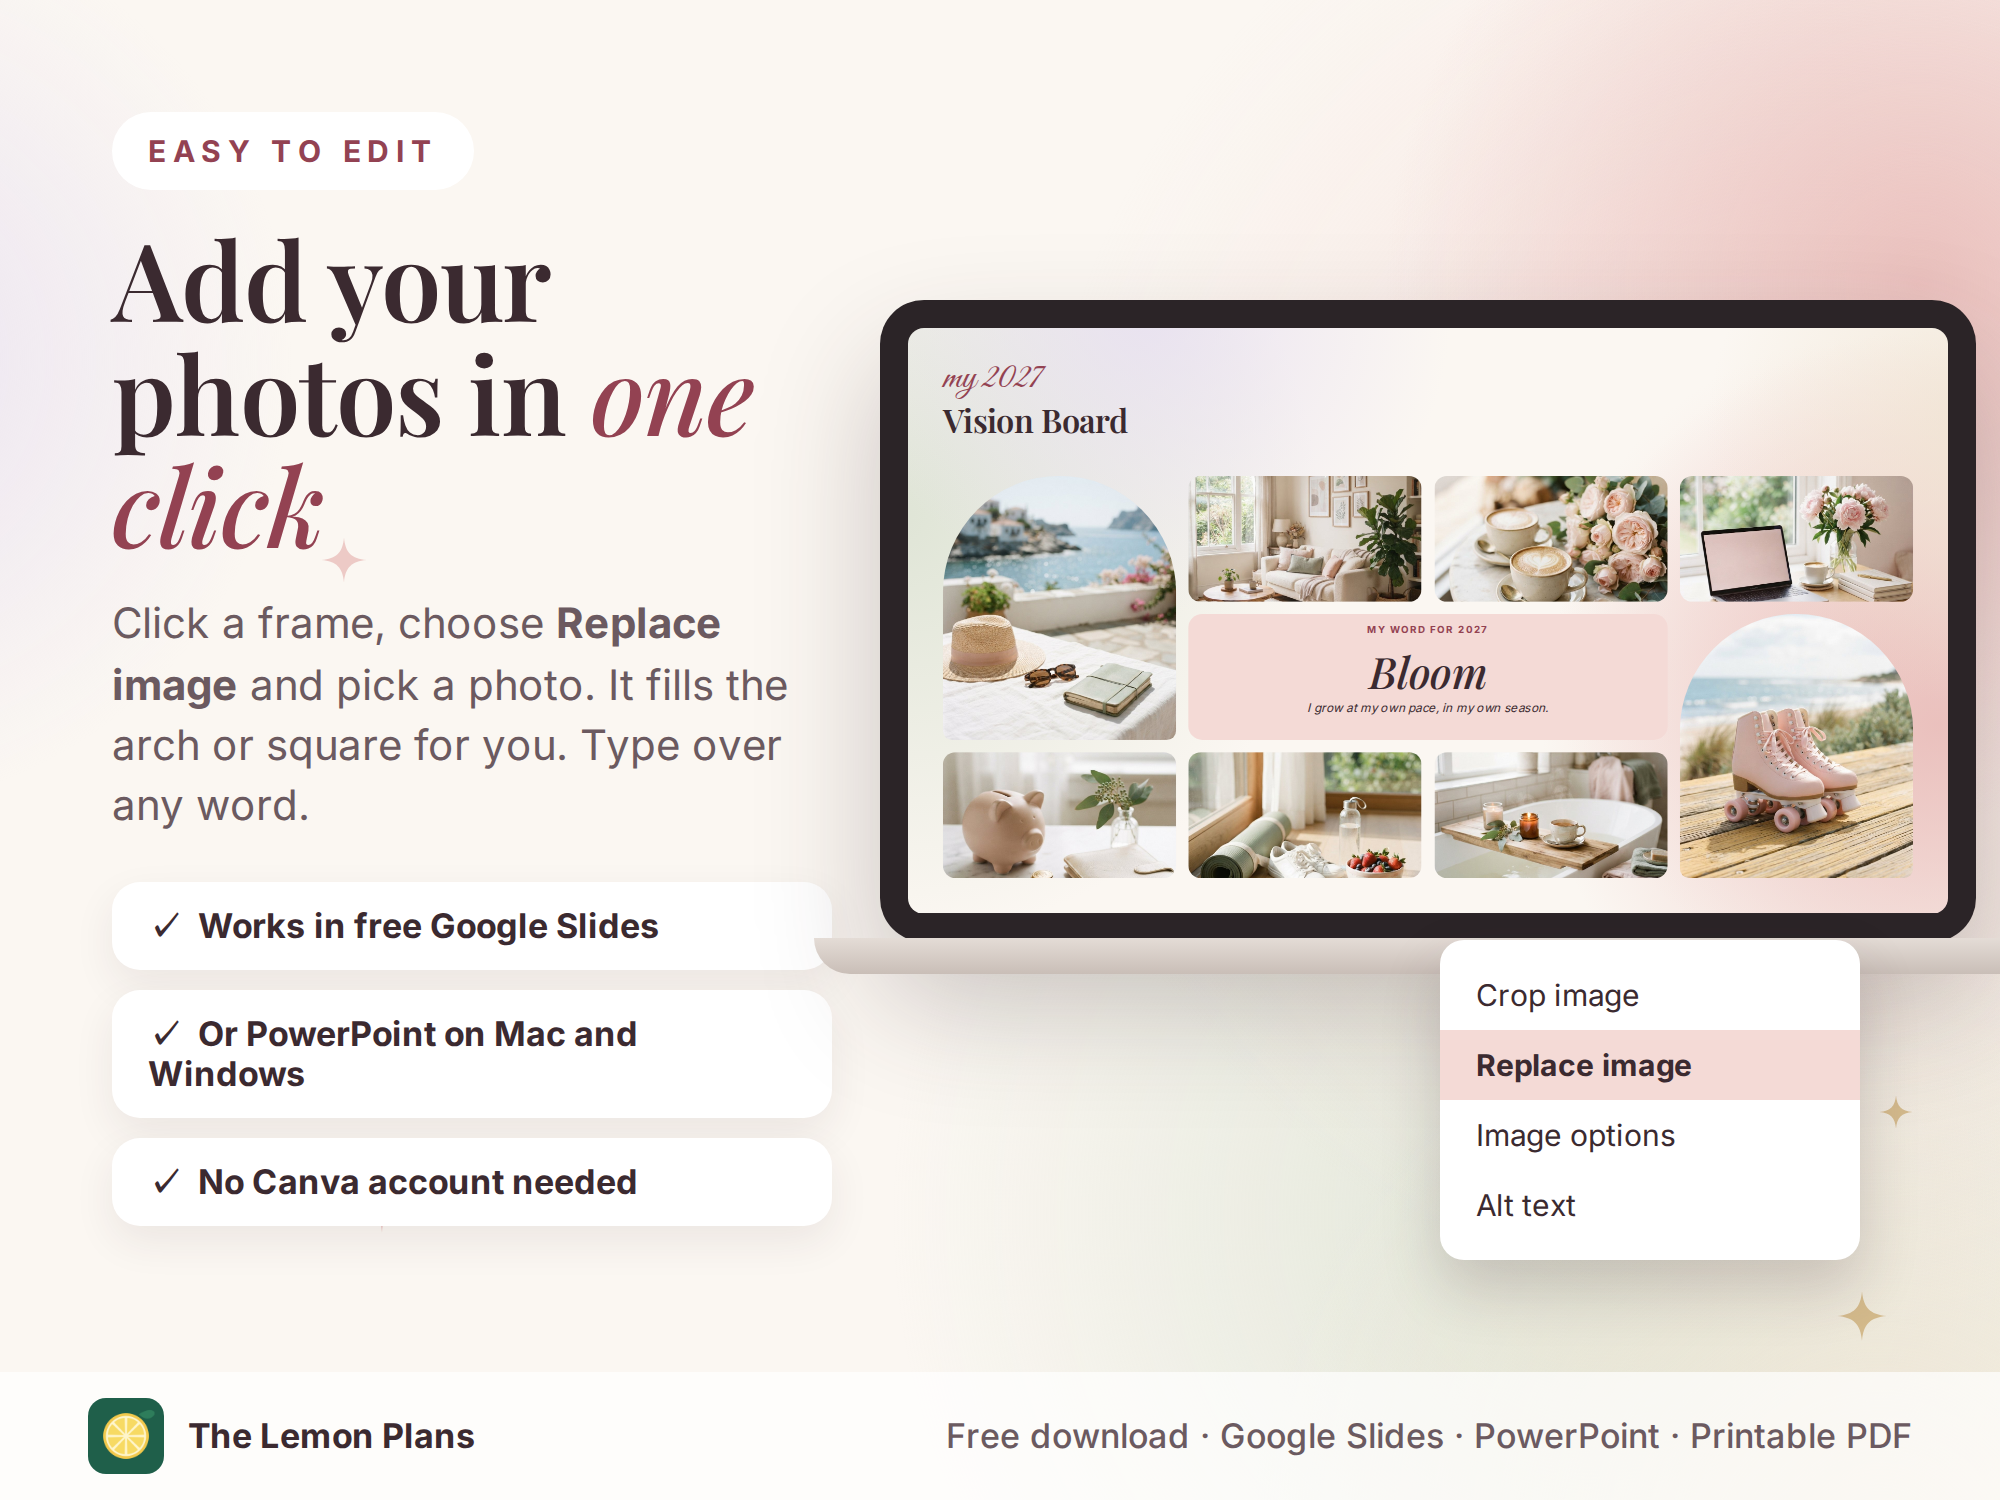 EASY TO EDIT
Add your
photos in one
click
Click a frame, choose Replace
image and pick a photo. It fills the
arch or square for you. Type over
any word.
✓ Works in free Google Slides
✓ Or PowerPoint on Mac and
Windows
✓ No Canva account needed
my 2027
Vision Board
MY WORD FOR 2027
Bloom
I grow at my own pace, in my own season.
Crop image
Replace image
Image options
Alt text
The Lemon Plans
Free download · Google Slides · PowerPoint · Printable PDF